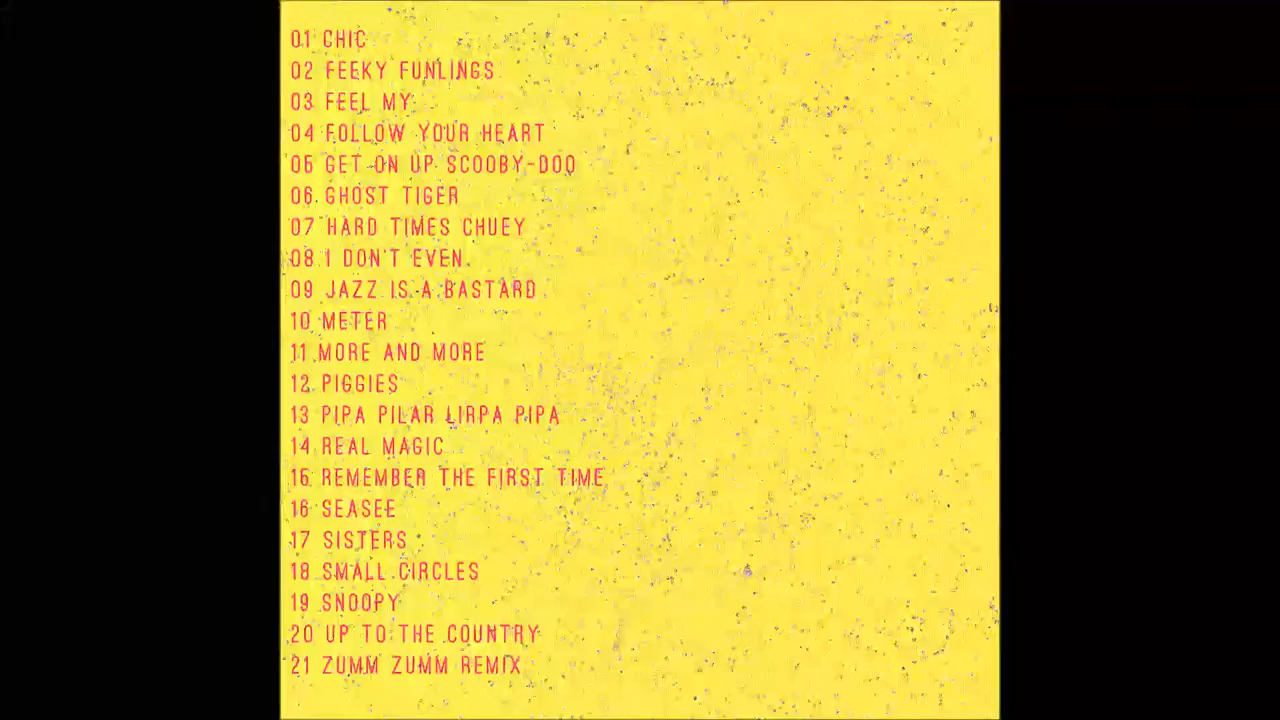 01 CHIC
02 FEEKY FUNLINGS
03 FEEL MY
04 FOLLOW YOUR HEART
05 GET ON UP SCOOBY-DOO
06 GHOST TIGER
07 HARD TIMES CHUEY
08 I DON'T EVEN
09 JAZZ IS A BASTARD
10 METER
11 MORE AND MORE
12 PIGGIES
13 PIPA PILAR LIRPA PIPA
14 REAL MAGIC
15 REMEMBER THE FIRST TIME
16 SEASEE
17 SISTERS
18 SMALL CIRCLES
19 SNOOPY
20 UP TO THE COUNTRY
21 ZUMM ZUMM REMIX